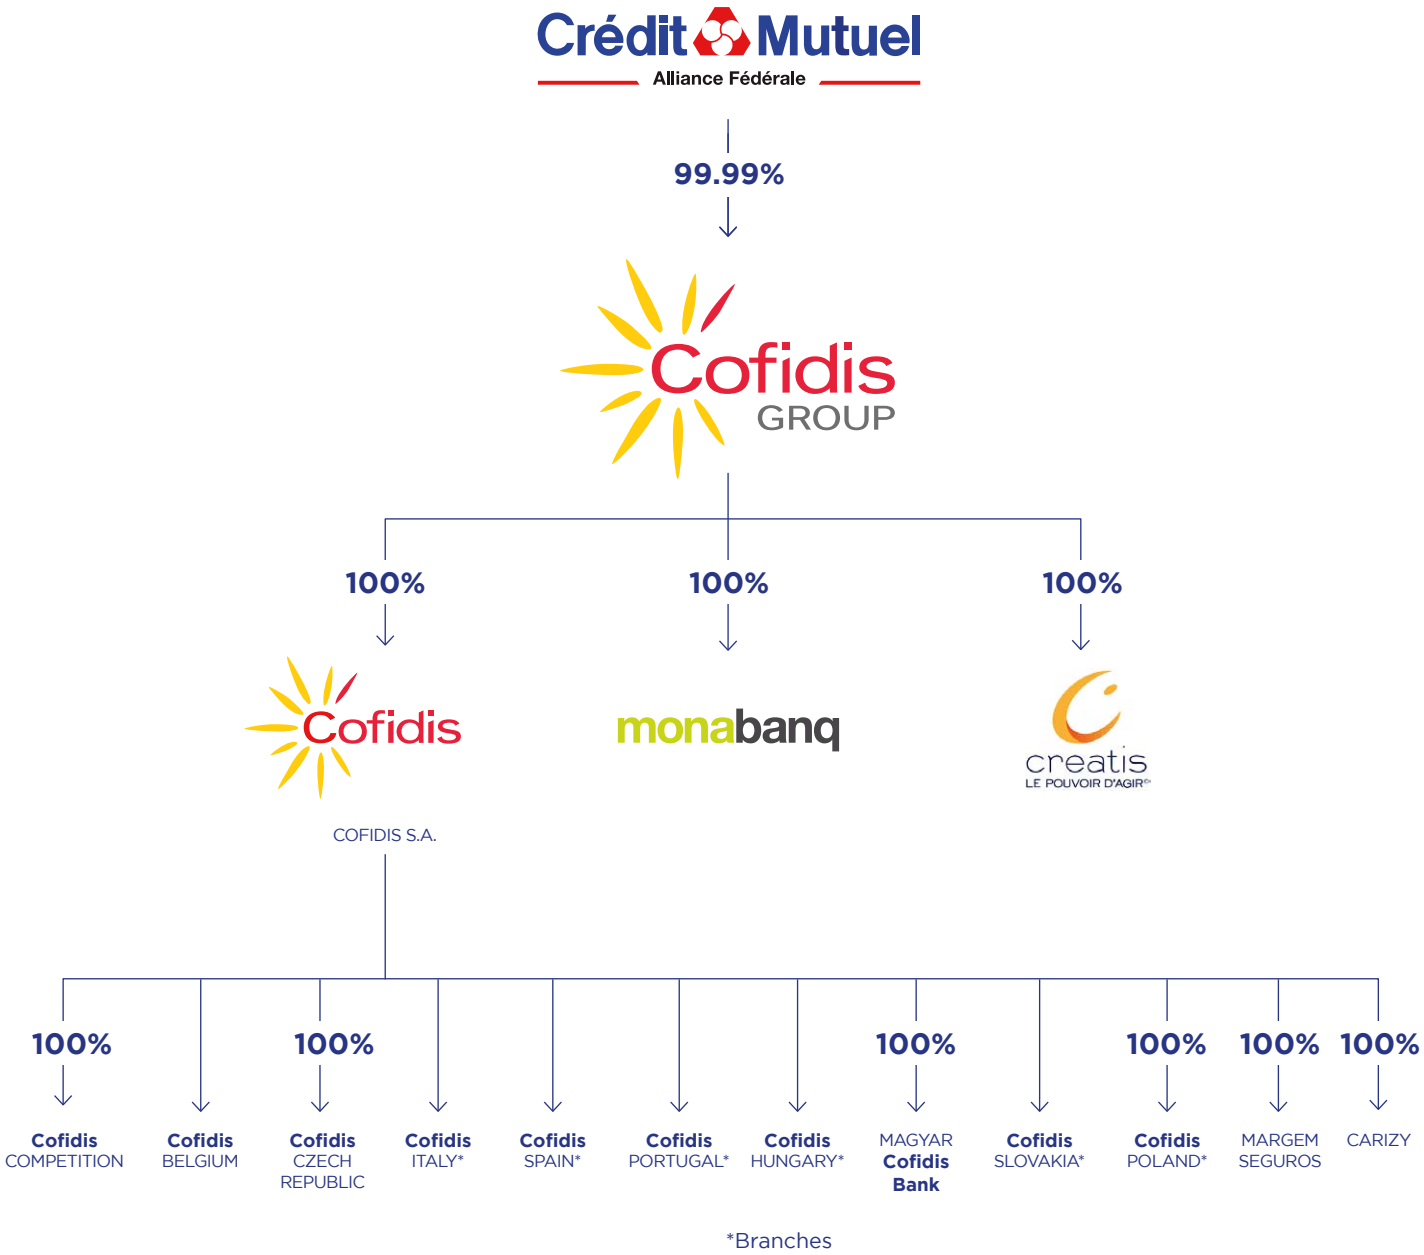 Crédit Mutuel
Alliance Fédérale
99.99%
Cofidis
GROUP
100% 100% 100%
Cofidis
monabanq
creatis
LE POUVOIR D'AGIR
COFIDIS S.A.
100% 100% 100% 100% 100% 100%
Cofidis
COMPETITION
Cofidis
BELGIUM
Cofidis
CZECH
REPUBLIC
Cofidis
ITALY*
Cofidis
SPAIN*
Cofidis
PORTUGAL*
Cofidis
HUNGARY*
MAGYAR
Cofidis
Bank
Cofidis
SLOVAKIA*
Cofidis
POLAND*
MARGEM
SEGUROS
CARIZY
*Branches